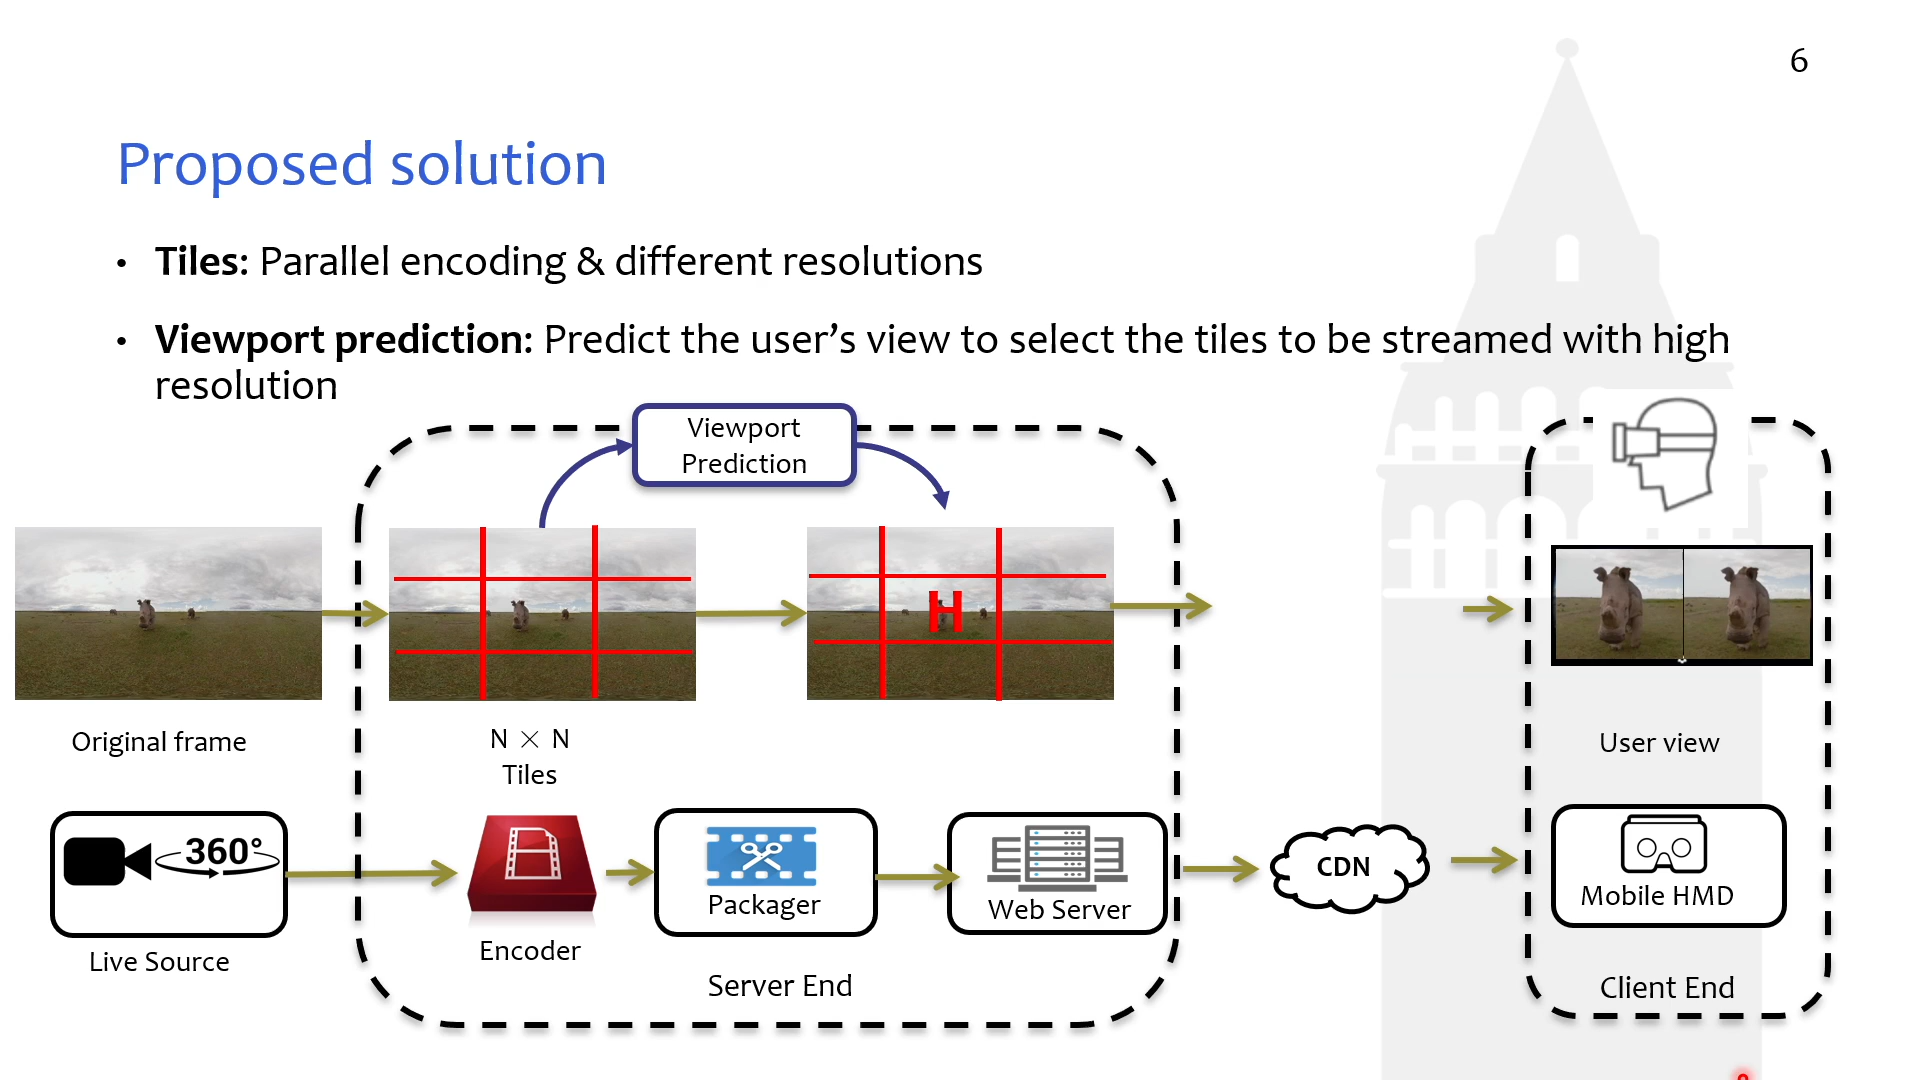 6
Proposed solution
• Tiles: Parallel encoding & different resolutions
• Viewport prediction: Predict the user’s view to select the tiles to be streamed with high
resolution
Viewport
Prediction
H
Original frame
N × N
Tiles
User view
360°
Live Source
Encoder
Packager
Web Server
CDN
Mobile HMD
Server End
Client End